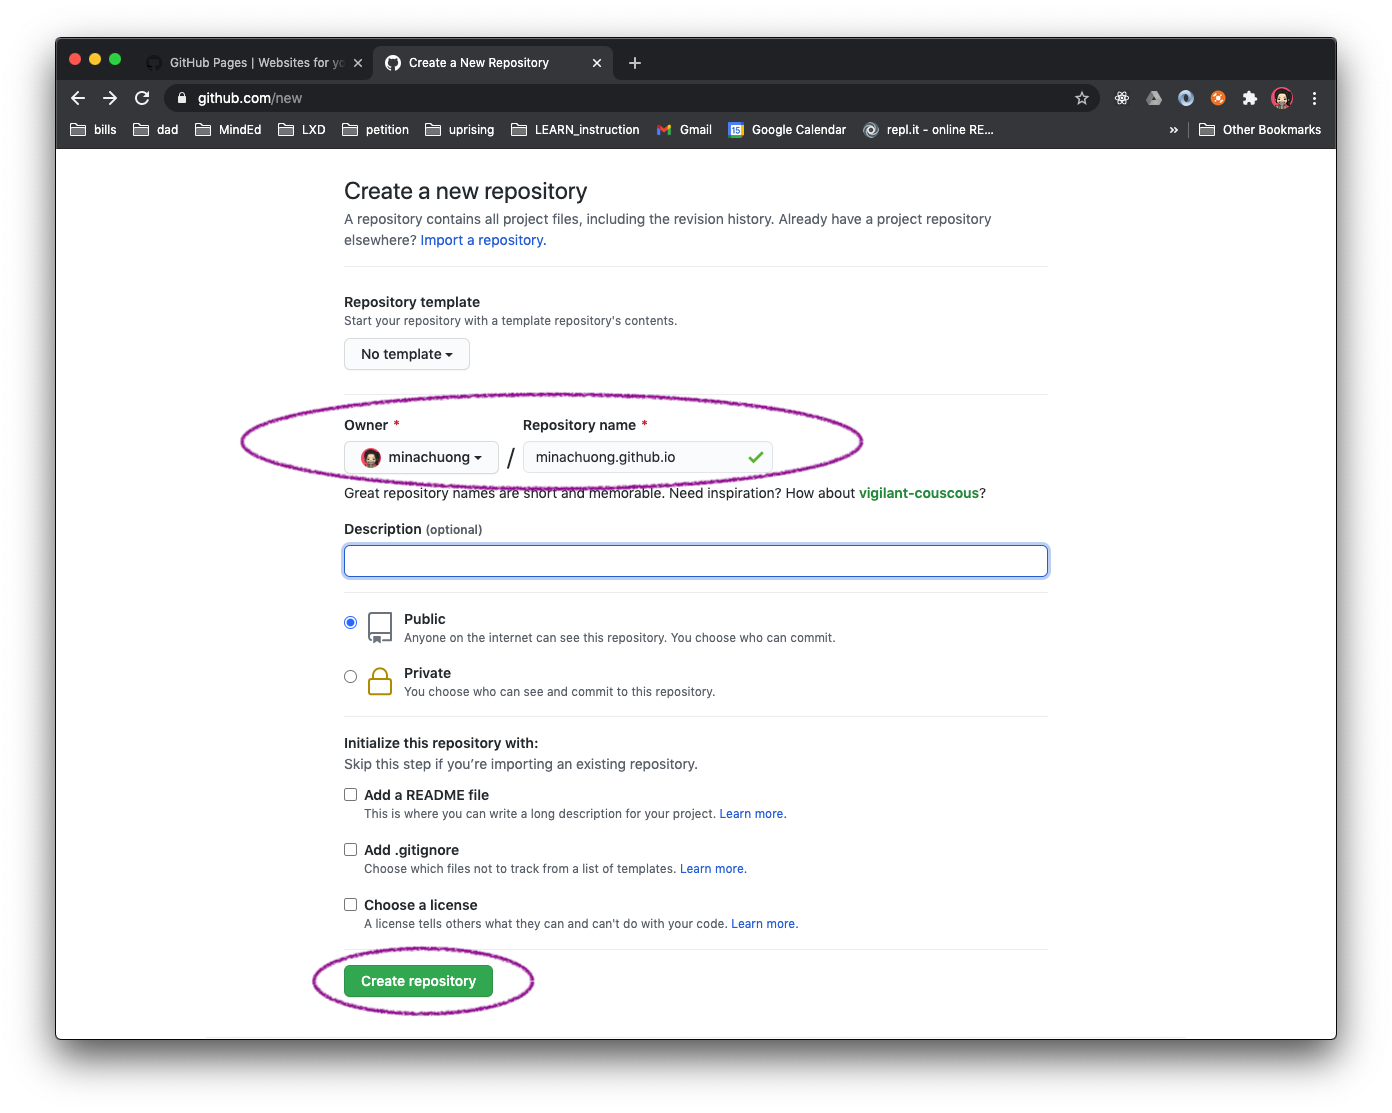 GitHub Pages | Websites for yo
Create a New Repository
github.com/new
bills dad MindEd LXD petition uprising LEARN_instruction Gmail 15 Google Calendar repl.it - online RE... » Other Bookmarks
Create a new repository
A repository contains all project files, including the revision history. Already have a project repository
elsewhere? Import a repository.
Repository template
Start your repository with a template repository's contents.
No template
Owner * Repository name *
minachuong / minachuong.github.io
Great repository names are short and memorable. Need inspiration? How about vigilant-couscous?
Description (optional)
Public
Anyone on the internet can see this repository. You choose who can commit.
Private
You choose who can see and commit to this repository.
Initialize this repository with:
Skip this step if you’re importing an existing repository.
Add a README file
This is where you can write a long description for your project. Learn more.
Add .gitignore
Choose which files not to track from a list of templates. Learn more.
Choose a license
A license tells others what they can and can't do with your code. Learn more.
Create repository